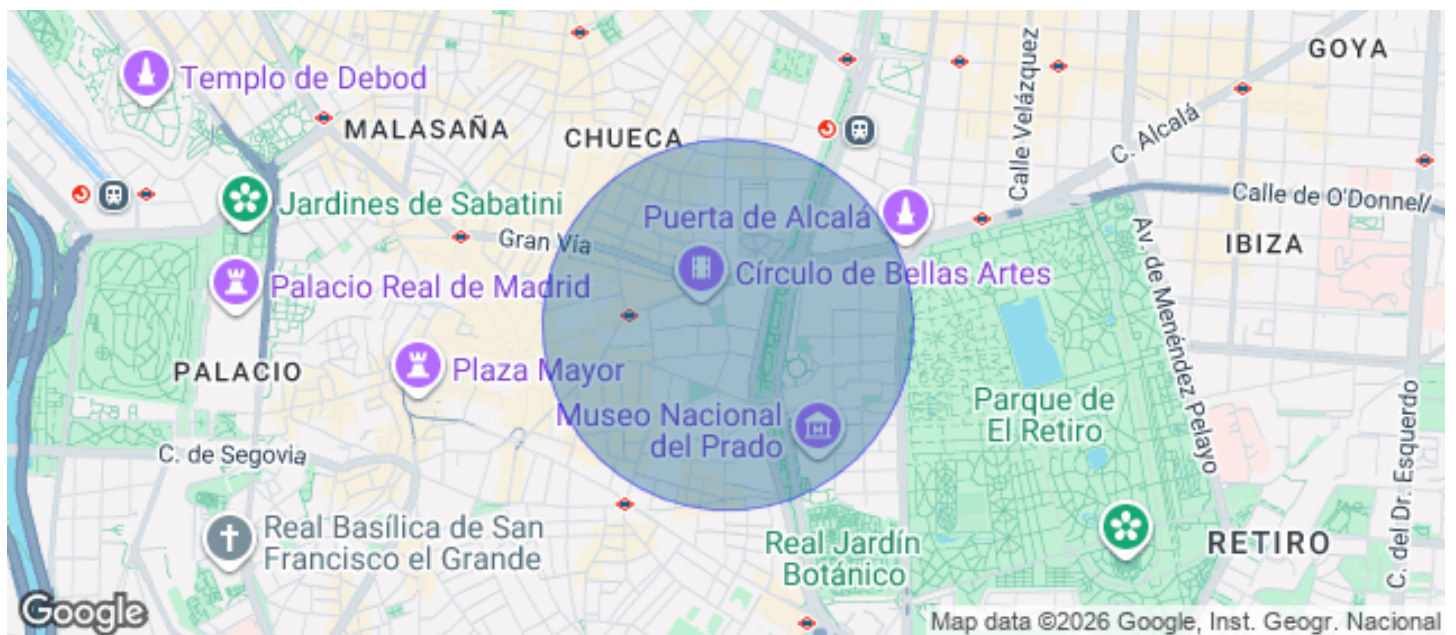 GOYA
Templo de Debod
MALASAÑA
CHUECA
Calle Velázquez
C. Alcalá
Jardines de Sabatini
Puerta de Alcalá
Calle de O'Donnell
Gran Vía
IBIZA
Palacio Real de Madrid
Círculo de Bellas Artes
Av. de Menéndez Pelayo
PALACIO
Plaza Mayor
Museo Nacional
del Prado
Parque de
El Retiro
C. de Segovia
C. del Dr. Esquerdo
Real Basílica de San
Francisco el Grande
Real Jardín
Botánico
RETIRO
Google
Map data ©2026 Google, Inst. Geogr. Nacional